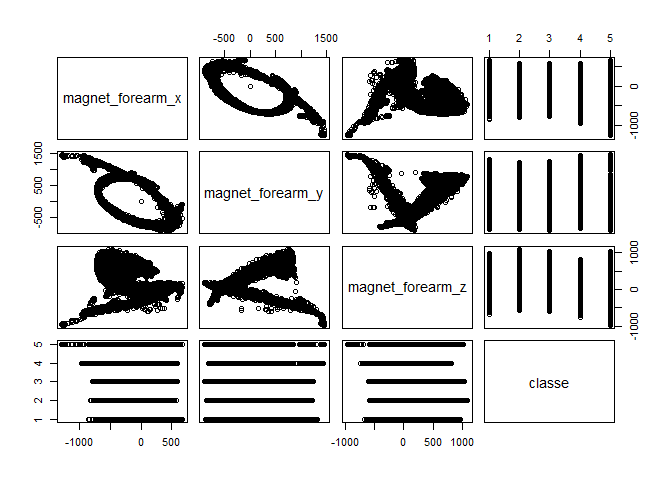 -500 0 500 1500 1 2 3 4 5
magnet_forearm_x
-1000 0
1500 500 -500
magnet_forearm_y
magnet_forearm_z
-1000 0 1000
5 4 3 2 1
classe
-1000 0 500 -1000 0 1000